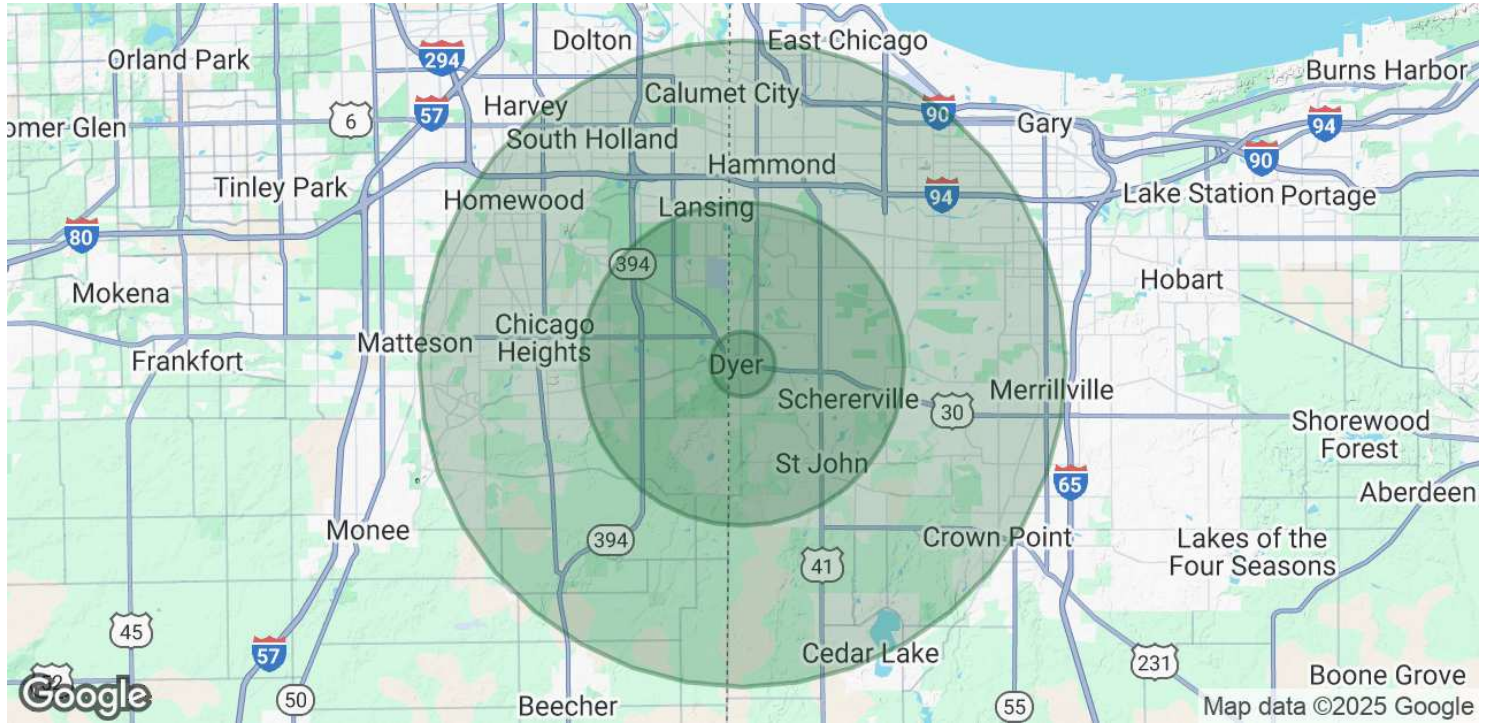 Dolton
East Chicago
Orland Park
294
Burns Harbor
Calumet City
57
Harvey
90
6
Gary
94
omer Glen
South Holland
90
Hammond
Tinley Park
Homewood
94
Lake Station
Portage
Lansing
80
394
Hobart
Mokena
Chicago
Heights
Matteson
Frankfort
Dyer
Merrillville
Schererville
30
Shorewood
Forest
St John
65
Aberdeen
Monee
394
Crown Point
Lakes of the
Four Seasons
41
45
57
Cedar Lake
231
Boone Grove
Google
50
Beecher
55
Map data ©2025 Google